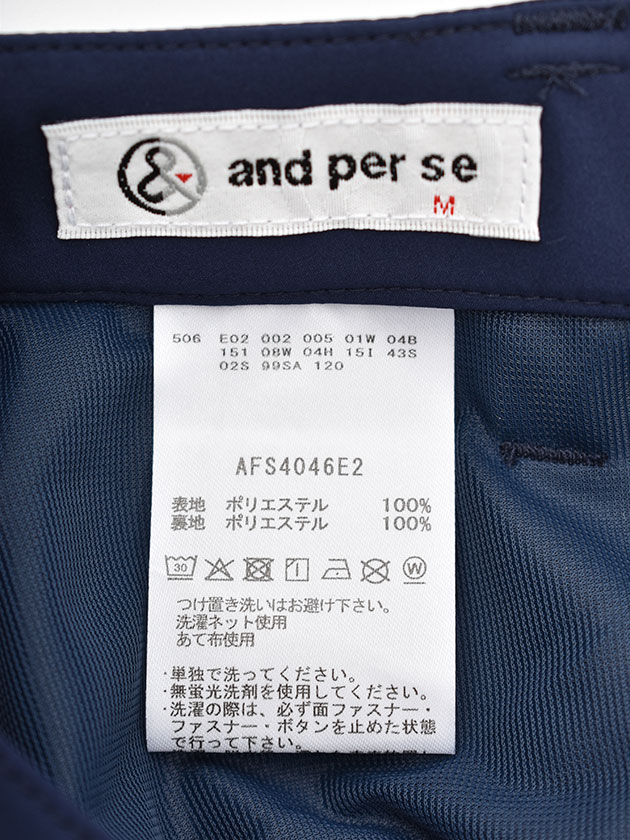 and per se
M
506 E02 002 005 01W 04B
151 08W 04H 15I 43S
02S 99SA 120
AFS4046E2
表地 ポリエステル 100%
裏地 ポリエステル 100%
30
W
つけ置き洗いはお避け下さい。
洗濯ネット使用
あて布使用
・単独で洗ってください。
・無蛍光洗剤を使用してください。
・洗濯の際は、必ず面ファスナー・
ファスナー・ボタンを止めた状態
で行って下さい。